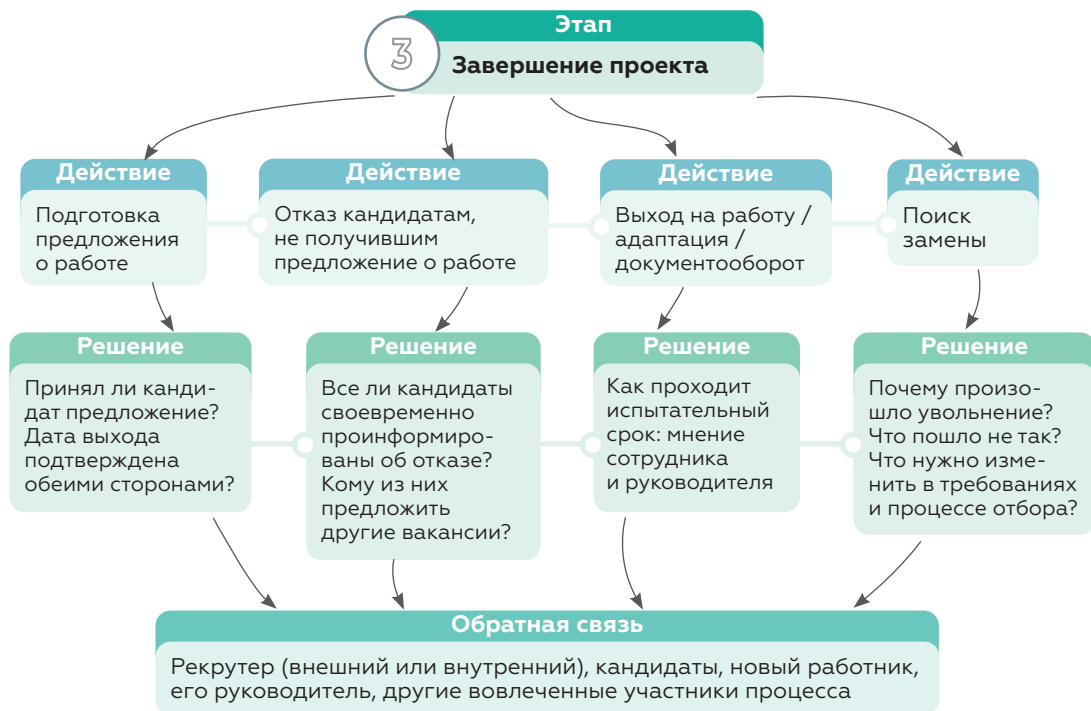 Этап
3
Завершение проекта
Действие
Подготовка
предложения
о работе
Действие
Отказ кандидатам,
не получившим
предложение о работе
Действие
Выход на работу /
адаптация /
документооборот
Действие
Поиск
замены
Решение
Принял ли канди-
дат предложение?
Дата выхода
подтверждена
обеими сторонами?
Решение
Все ли кандидаты
своевременно
проинформиро-
ваны об отказе?
Кому из них
предложить
другие вакансии?
Решение
Как проходит
испытательный
срок: мнение
сотрудника
и руководителя
Решение
Почему произо-
шло увольнение?
Что пошло не так?
Что нужно изме-
нить в требованиях
и процессе отбора?
Обратная связь
Рекрутер (внешний или внутренний), кандидаты, новый работник,
его руководитель, другие вовлеченные участники процесса